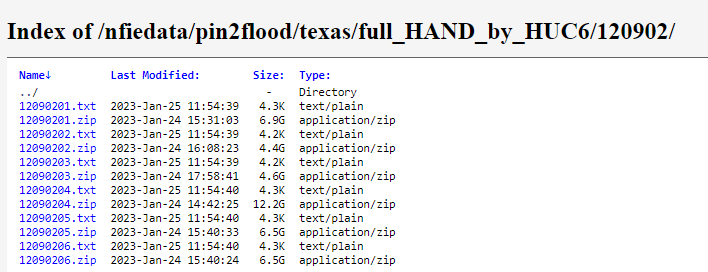 Index of /nfiedata/pin2flood/texas/full_HAND_by_HUC6/120902/
Name↓ Last Modified: Size: Type:
../ - Directory
12090201.txt 2023-Jan-25 11:54:39 4.3K text/plain
12090201.zip 2023-Jan-24 15:31:03 6.9G application/zip
12090202.txt 2023-Jan-25 11:54:39 4.2K text/plain
12090202.zip 2023-Jan-24 16:08:23 4.4G application/zip
12090203.txt 2023-Jan-25 11:54:39 4.2K text/plain
12090203.zip 2023-Jan-24 17:58:41 4.6G application/zip
12090204.txt 2023-Jan-25 11:54:40 4.3K text/plain
12090204.zip 2023-Jan-24 14:42:25 12.2G application/zip
12090205.txt 2023-Jan-25 11:54:40 4.3K text/plain
12090205.zip 2023-Jan-24 15:40:33 6.5G application/zip
12090206.txt 2023-Jan-25 11:54:40 4.3K text/plain
12090206.zip 2023-Jan-24 15:40:24 6.5G application/zip